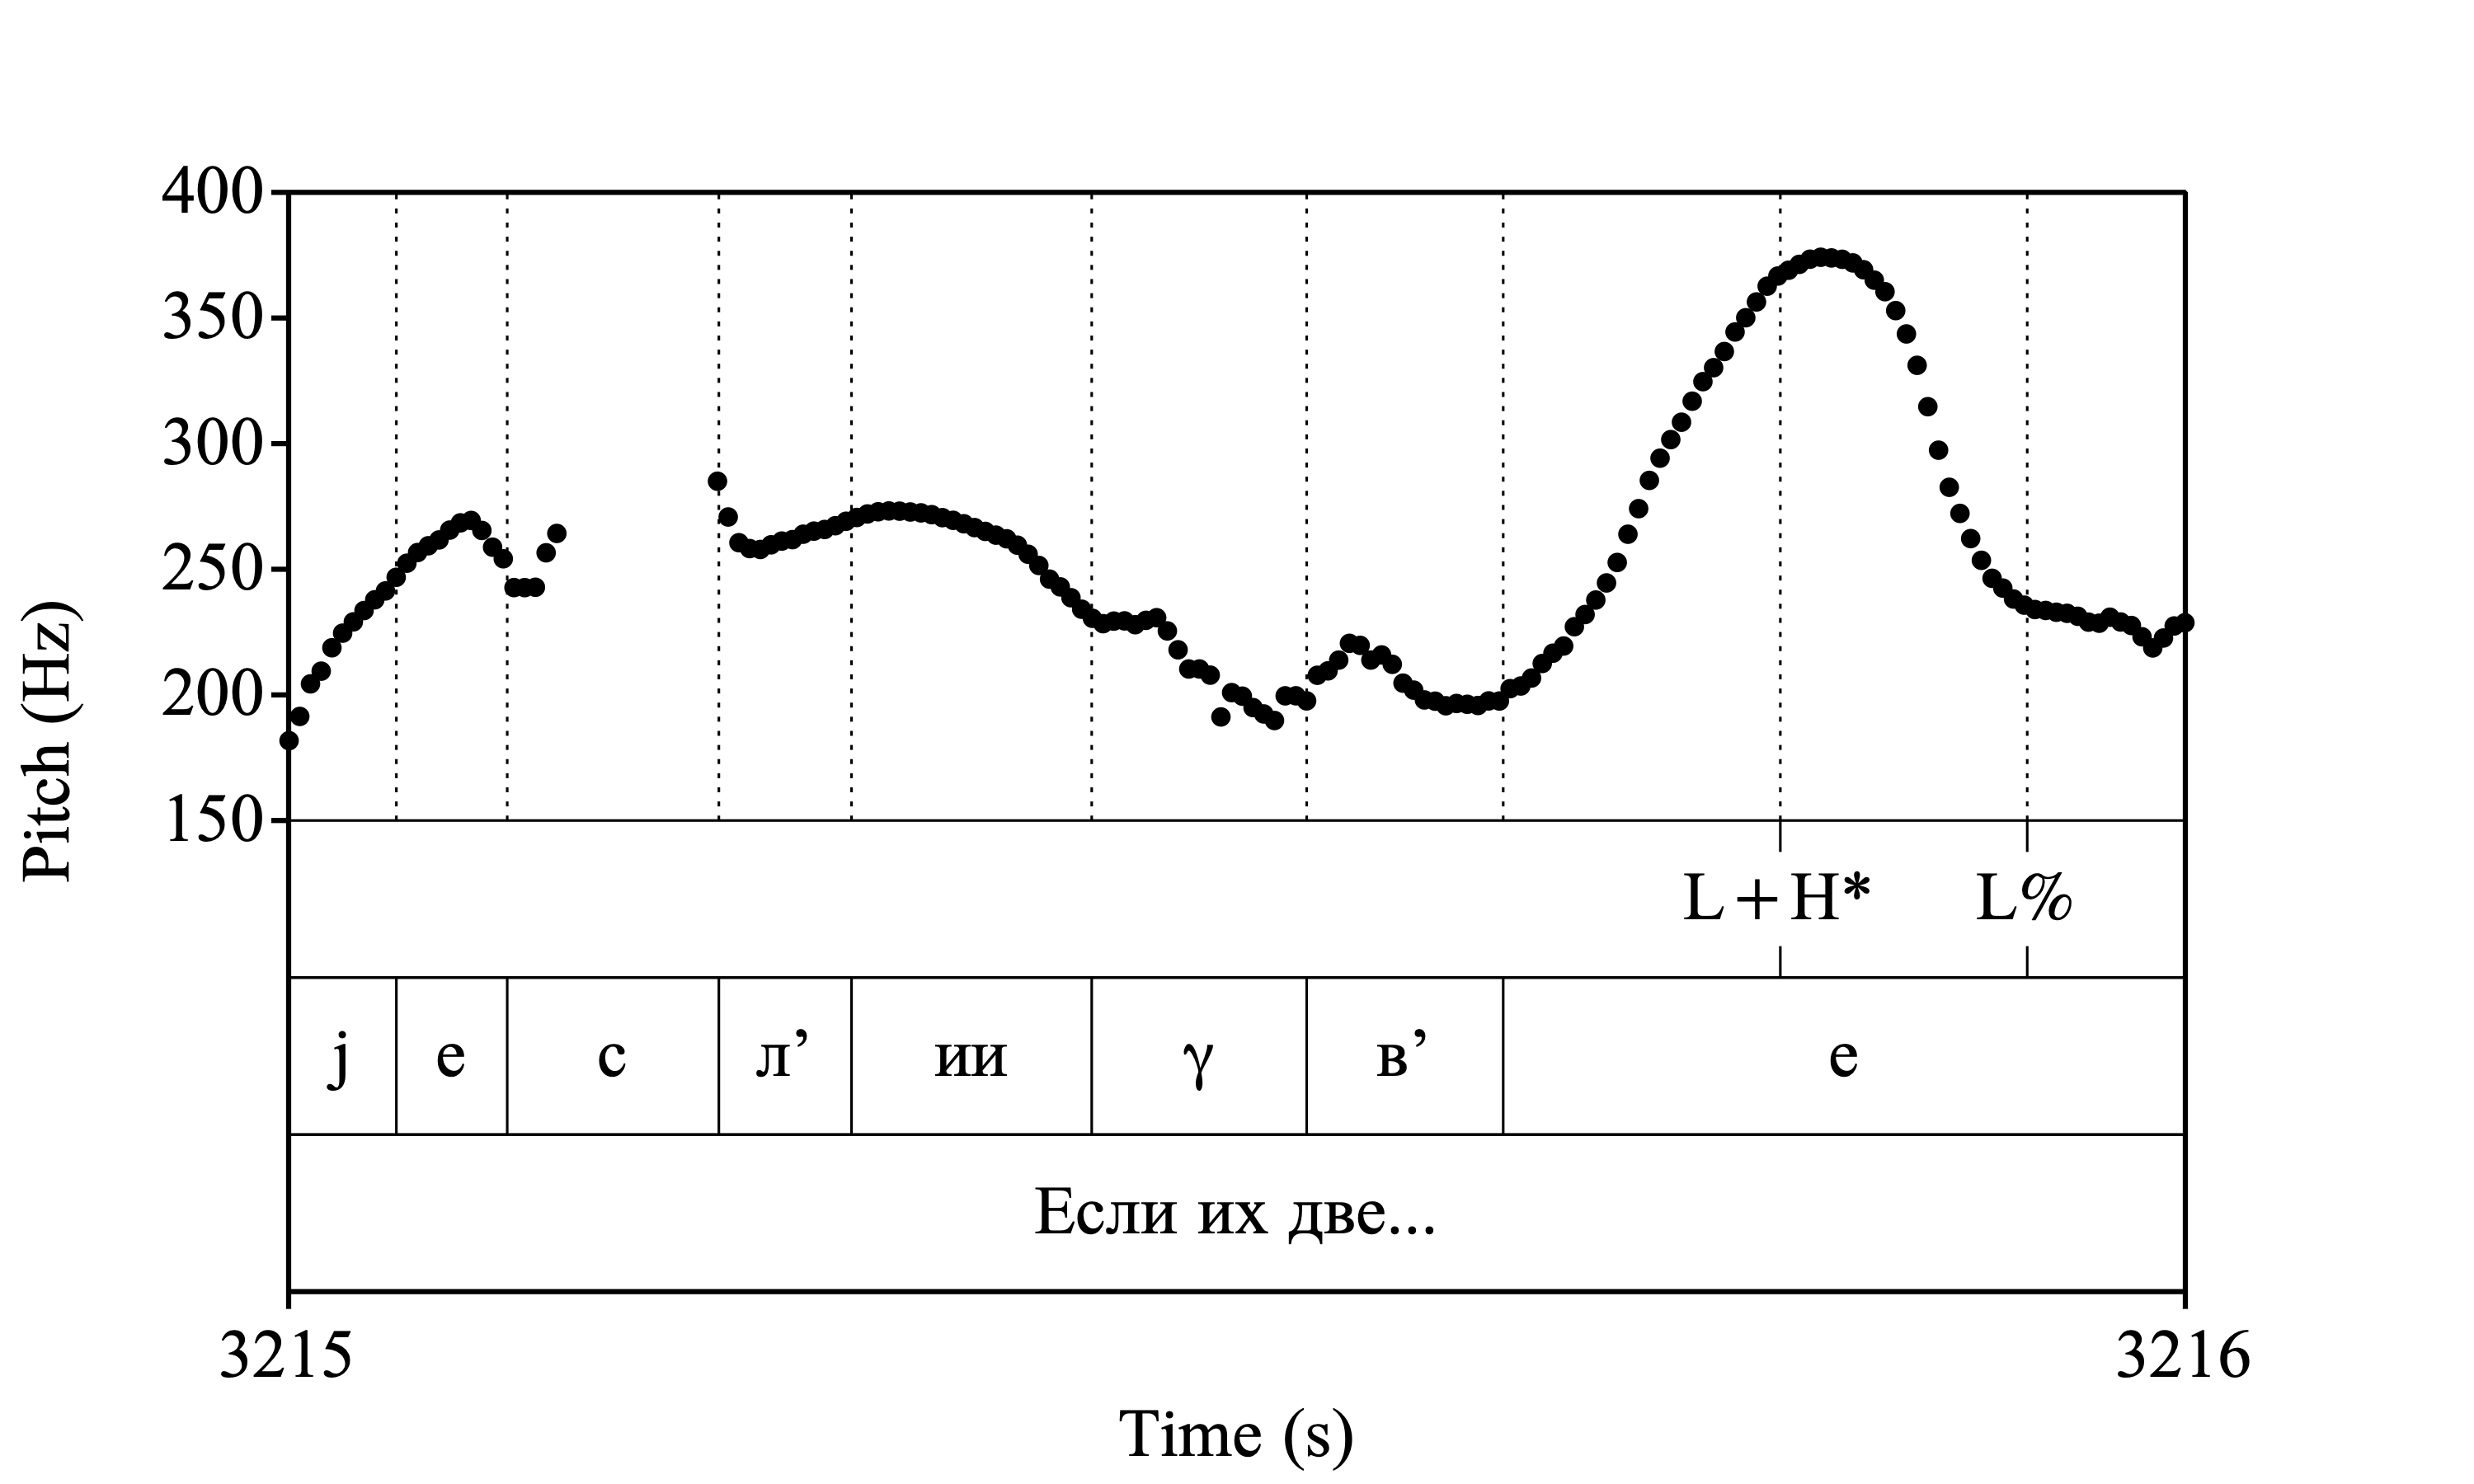 400
350
300
250
200
150
Pitch (Hz)
L+H* L%
j е с л’ ии γ в’ е
Если их две...
3215 3216
Time (s)